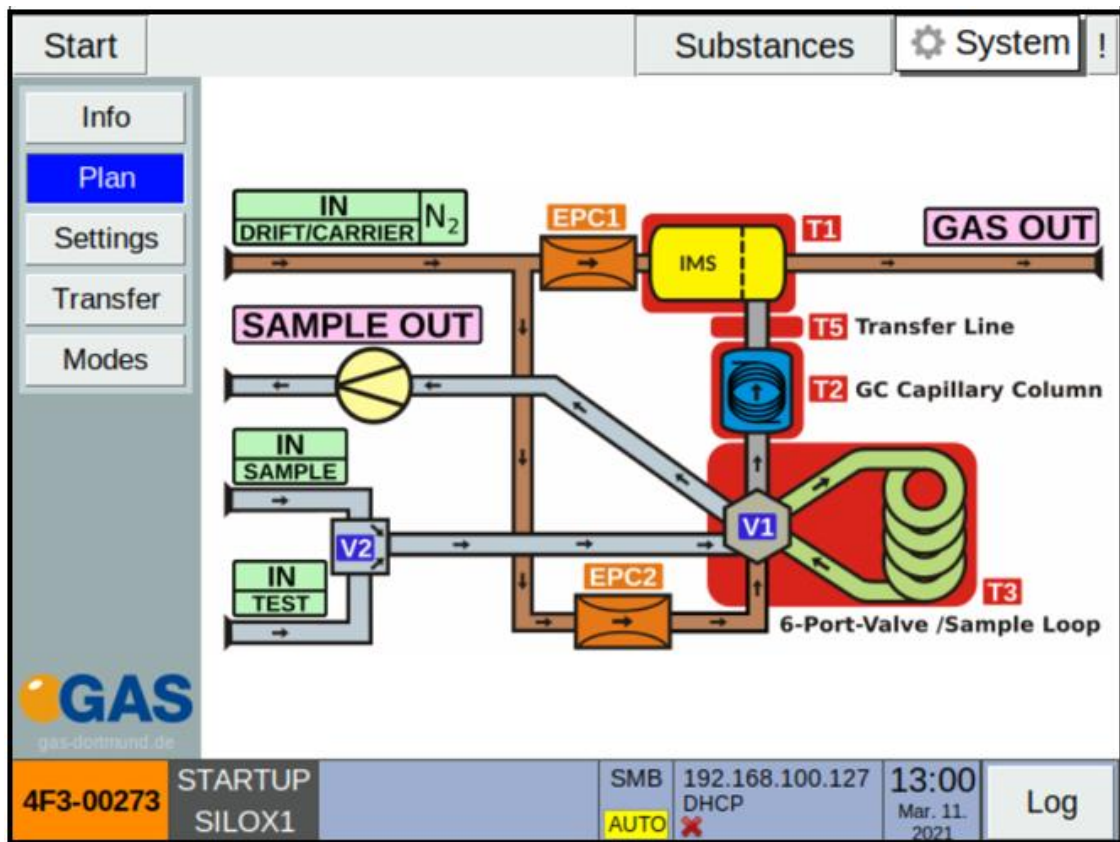 Start
Substances
System
!
Info
Plan
Settings
Transfer
Modes
IN
DRIFT/CARRIER
N₂
EPC1
IMS
T1
GAS OUT
SAMPLE OUT
T5 Transfer Line
T2 GC Capillary Column
IN
SAMPLE
V2
V1
IN
TEST
EPC2
T3
6-Port-Valve /Sample Loop
GAS
gas-dortmund.de
4F3-00273
STARTUP
SILOX1
SMB
AUTO
192.168.100.127
DHCP
13:00
Mar. 11.
2021
Log